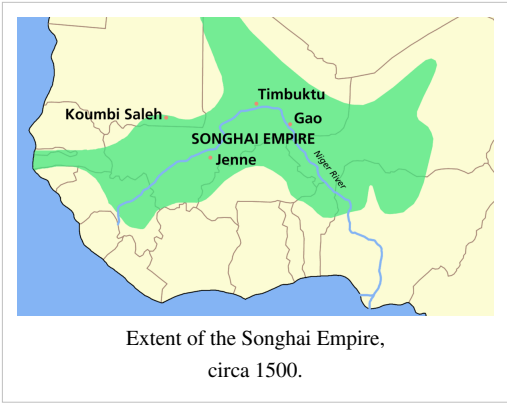 Timbuktu
Koumbi Saleh
Gao
SONGHAI EMPIRE
Jenne
Niger River
Extent of the Songhai Empire,
circa 1500.